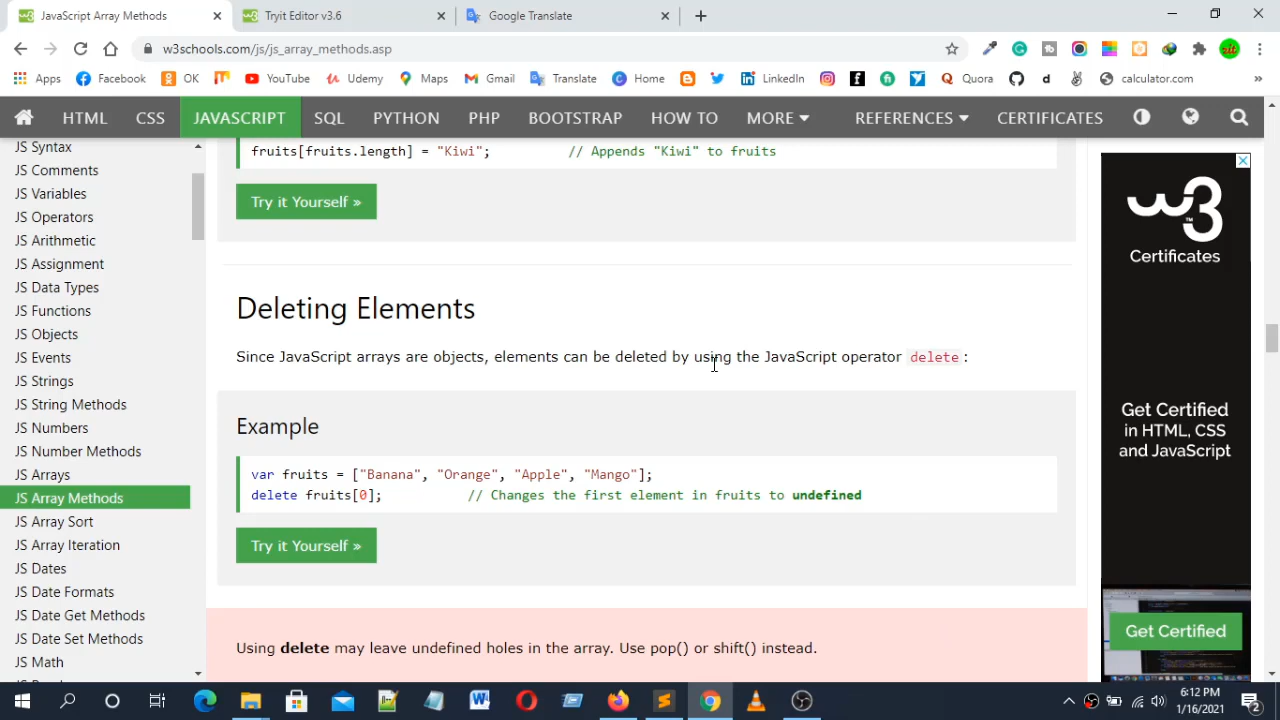 JavaScript Array Methods
Tryit Editor v3.6
Google Translate
w3schools.com/js/js_array_methods.asp
Apps
Facebook
OK
YouTube
Udemy
Maps
Gmail
Translate
Home
LinkedIn
Quora
calculator.com
»
HTML
CSS
JAVASCRIPT
SQL
PYTHON
PHP
BOOTSTRAP
HOW TO
MORE
REFERENCES
CERTIFICATES
JS Syntax
JS Comments
JS Variables
JS Operators
JS Arithmetic
JS Assignment
JS Data Types
JS Functions
JS Objects
JS Events
JS Strings
JS String Methods
JS Numbers
JS Number Methods
JS Arrays
JS Array Methods
JS Array Sort
JS Array Iteration
JS Dates
JS Date Formats
JS Date Get Methods
JS Date Set Methods
JS Math
fruits[fruits.length] = "Kiwi"; // Appends "Kiwi" to fruits
Try it Yourself »
Deleting Elements
Since JavaScript arrays are objects, elements can be deleted by using the JavaScript operator delete:
Example
var fruits = ["Banana", "Orange", "Apple", "Mango"];
delete fruits[0]; // Changes the first element in fruits to undefined
Try it Yourself »
Using delete may leave undefined holes in the array. Use pop() or shift() instead.
w3
™
Certificates
Get Certified
in HTML, CSS
and JavaScript
Get Certified
6:12 PM
1/16/2021
2